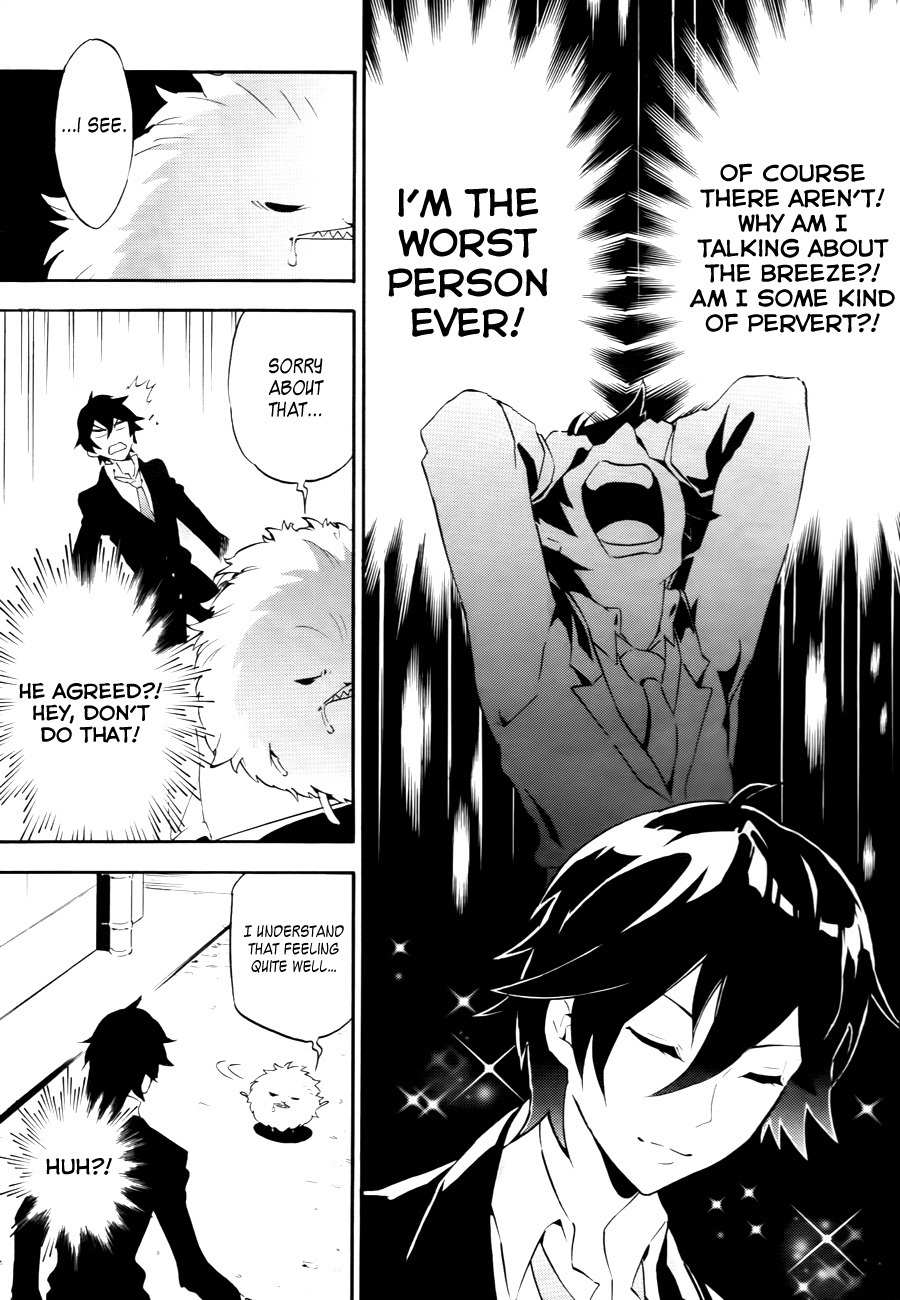 OF COURSE
THERE AREN'T!
WHY AM I
TALKING ABOUT
THE BREEZE?!
AM I SOME KIND
OF PERVERT?!
I'M THE
WORST
PERSON
EVER!
...I SEE.
SORRY
ABOUT
THAT...
HE AGREED?!
HEY, DON'T
DO THAT!
I UNDERSTAND
THAT FEELING
QUITE WELL...
HUH?!